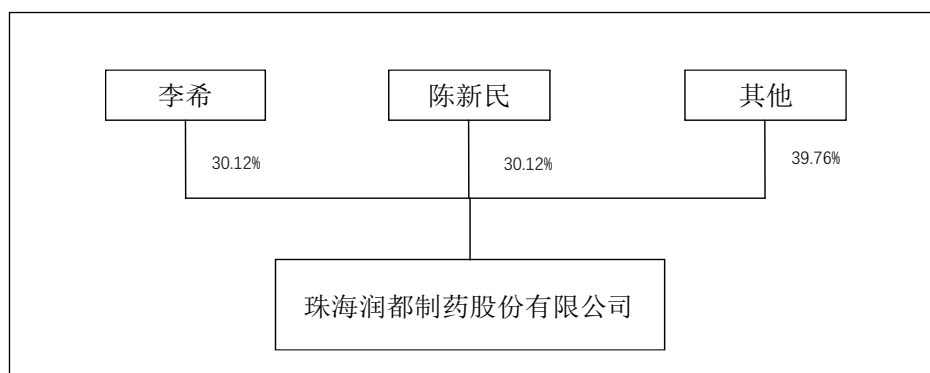 李希
陈新民
其他
30.12%
30.12%
39.76%
珠海润都制药股份有限公司